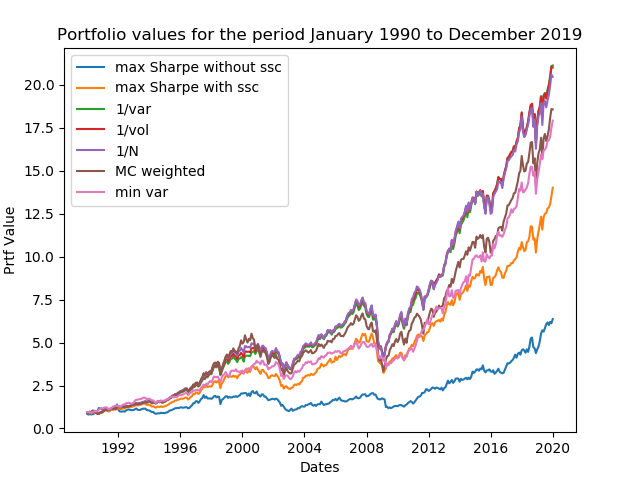 Portfolio values for the period January 1990 to December 2019
max Sharpe without ssc
max Sharpe with ssc
1/var
1/vol
1/N
MC weighted
min var
20.0
17.5
15.0
12.5
10.0
7.5
5.0
2.5
0.0
Prtf Value
1992 1996 2000 2004 2008 2012 2016 2020
Dates